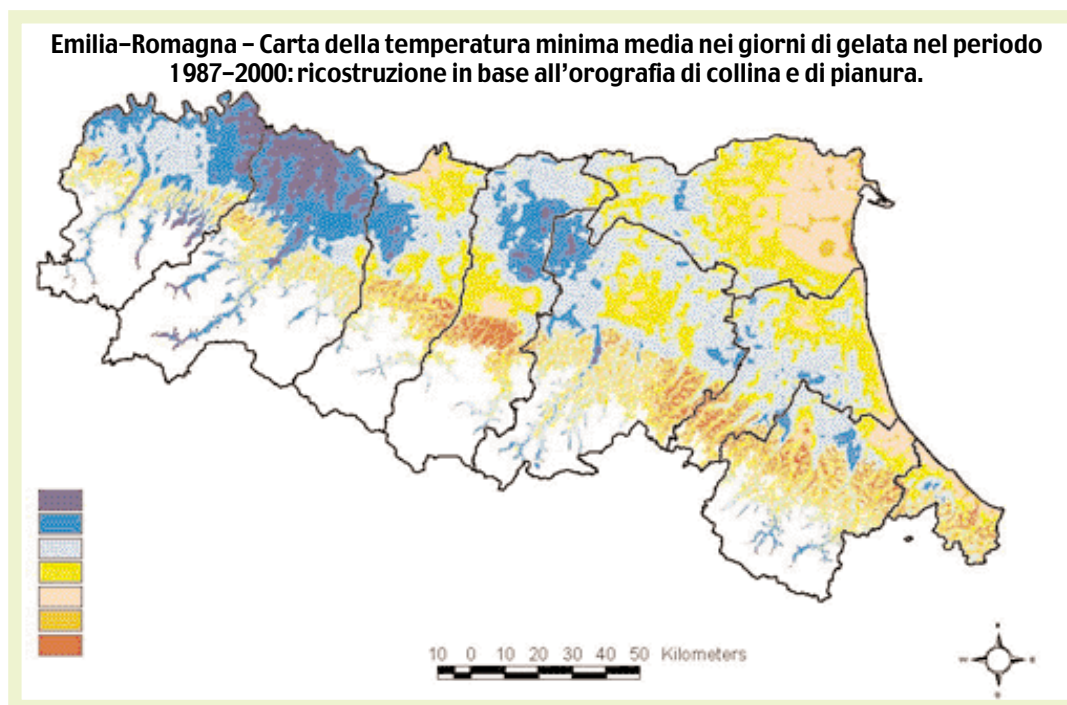 Emilia–Romagna – Carta della temperatura minima media nei giorni di gelata nel periodo
1987–2000: ricostruzione in base all’orografia di collina e di pianura.
10 0 10 20 30 40 50 Kilometers